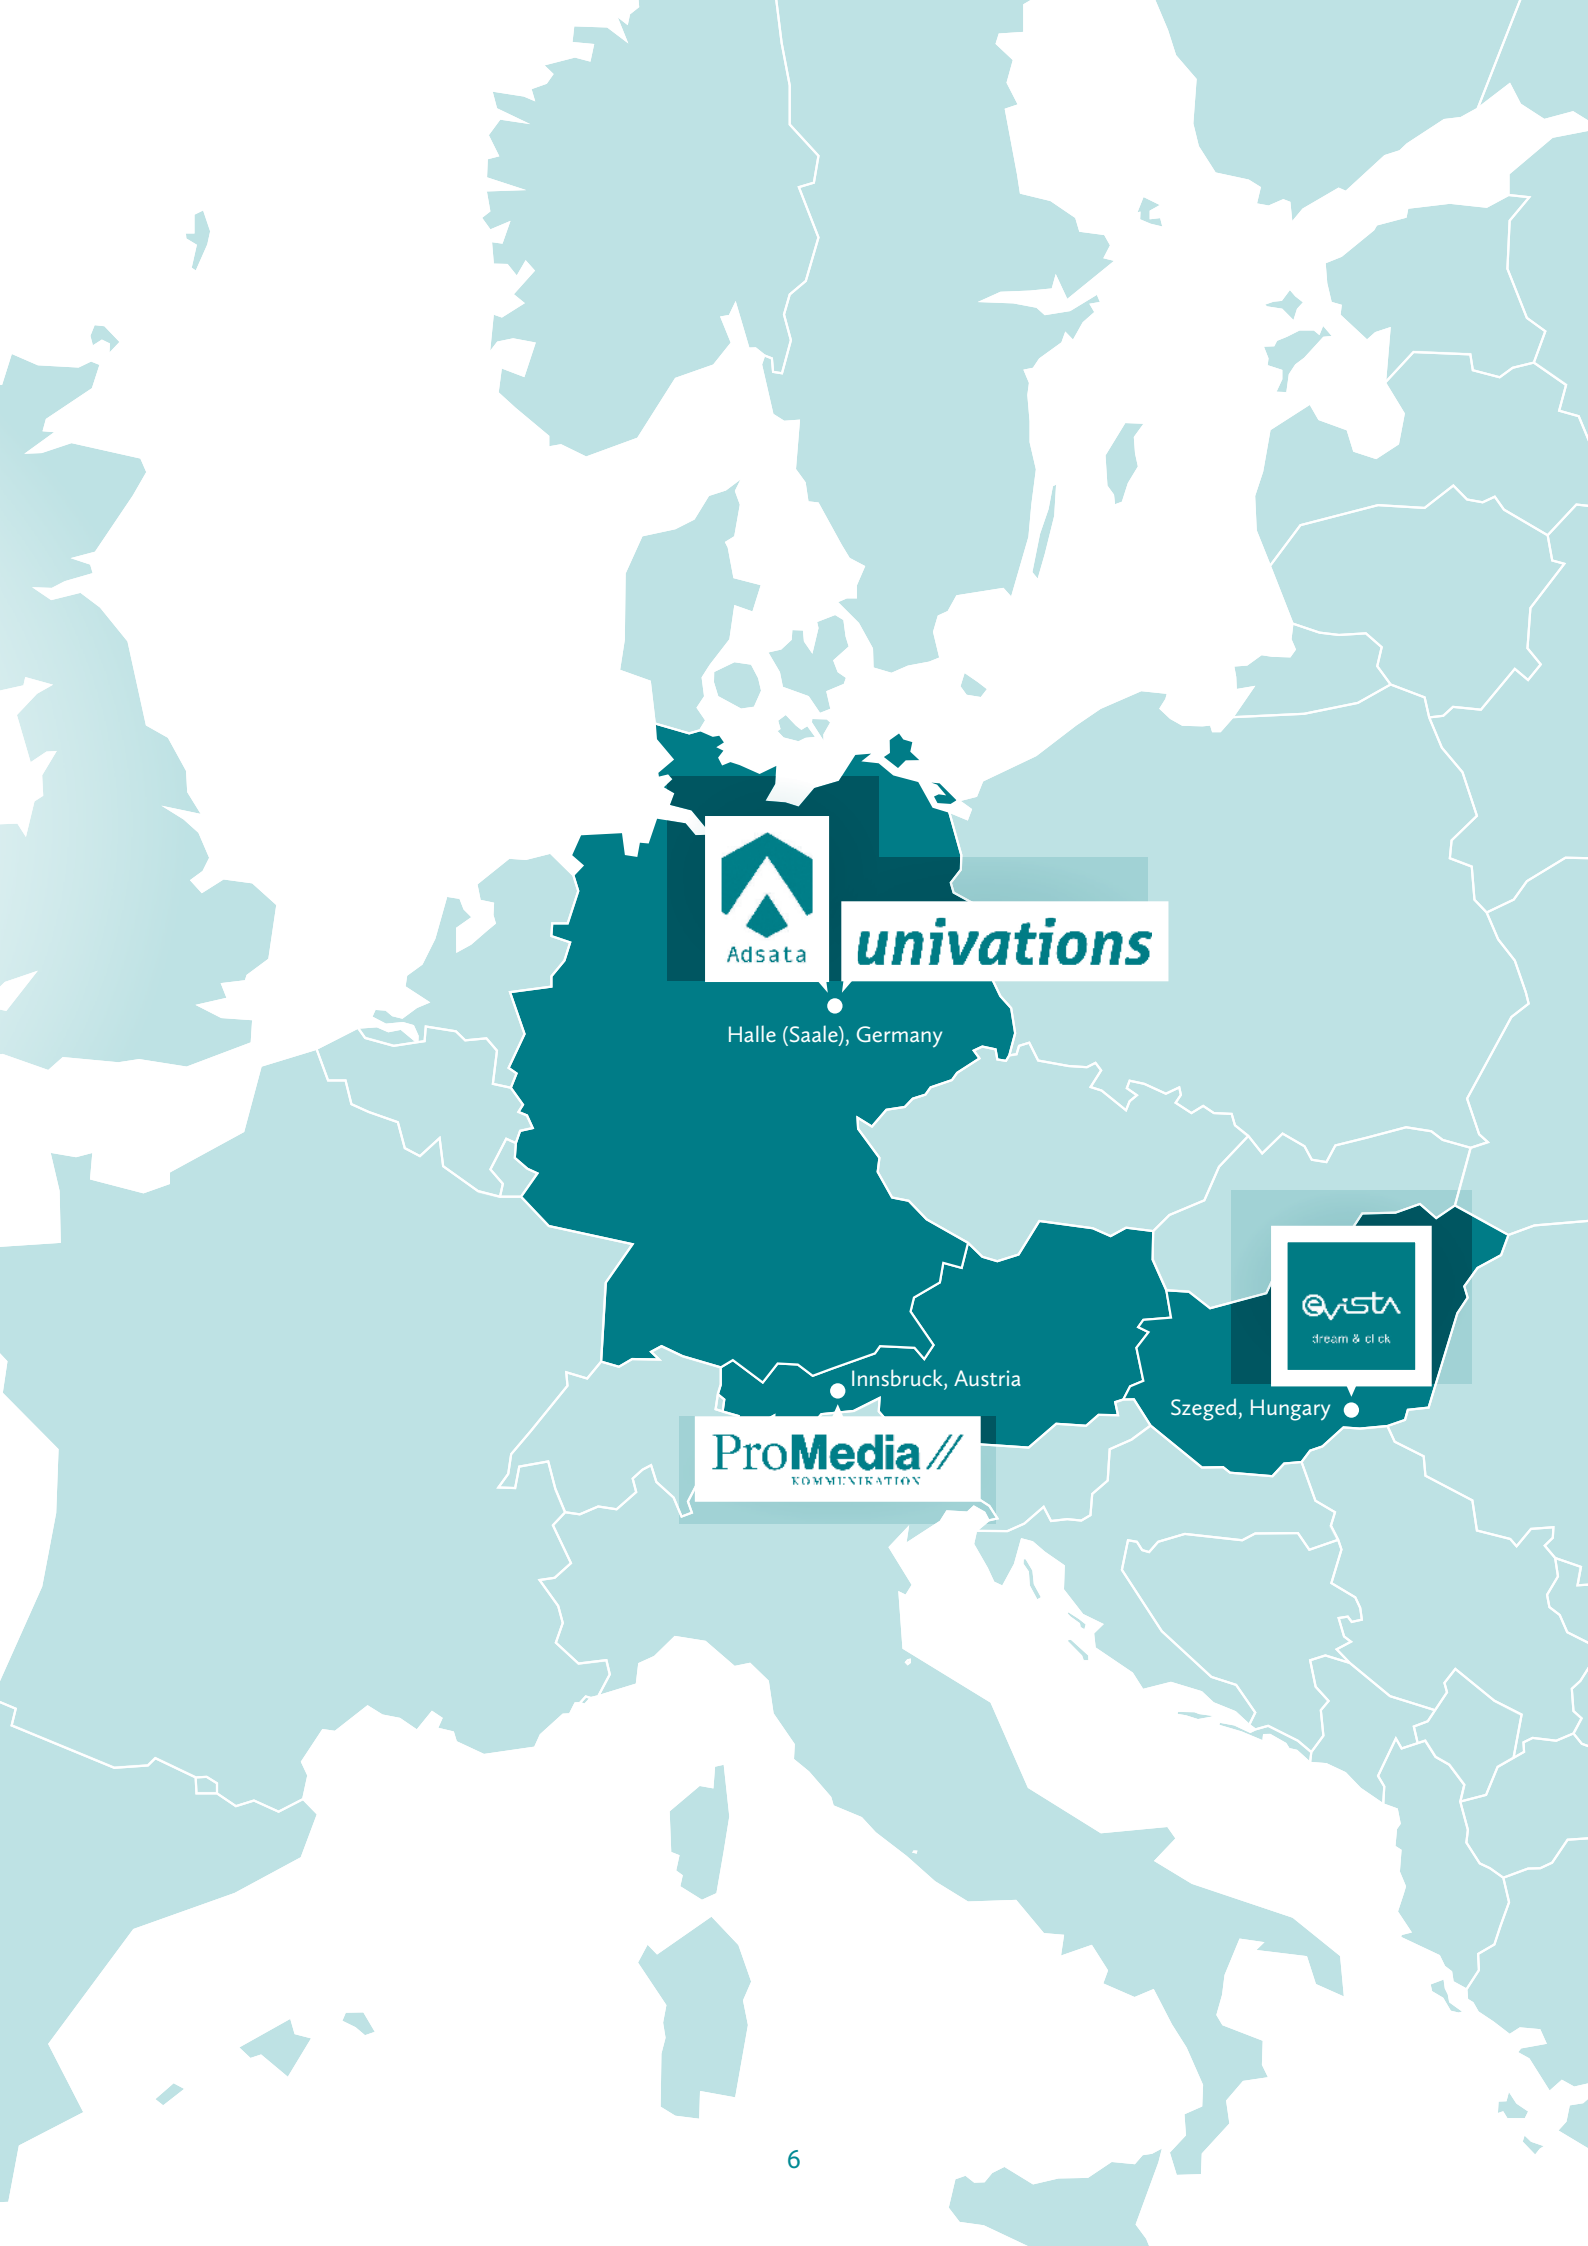 Adsata
univations
Halle (Saale), Germany
evista
dream & click
Innsbruck, Austria
Szeged, Hungary
ProMedia //
KOMMUNIKATION
6